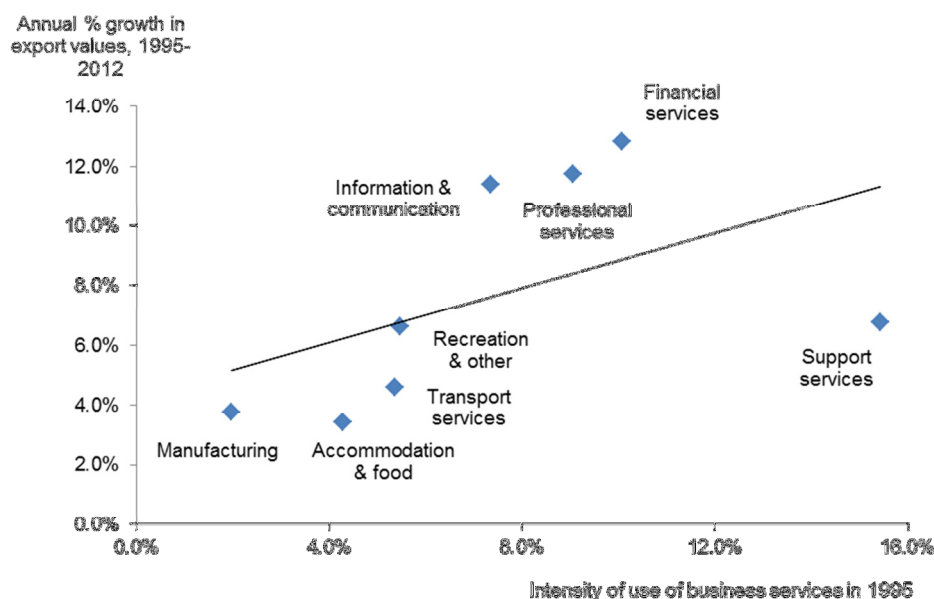 Annual % growth in
export values, 1995-
2012
14.0%
12.0%
10.0%
8.0%
6.0%
4.0%
2.0%
0.0%
Financial
services
Information &
communication
Professional
services
Recreation
& other
Support
services
Transport
services
Manufacturing
Accommodation
& food
0.0%
4.0%
8.0%
12.0%
16.0%
Intensity of use of business services in 1995